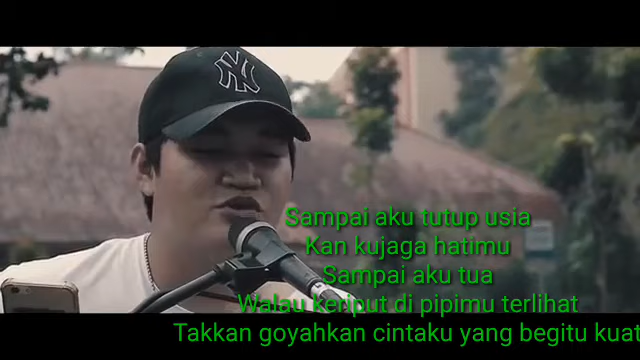 NY
Sampai aku tutup usia
Kan kujaga hatimu
Sampai aku tua
Walau keriput di pipimu terlihat
Takkan goyahkan cintaku yang begitu kuat